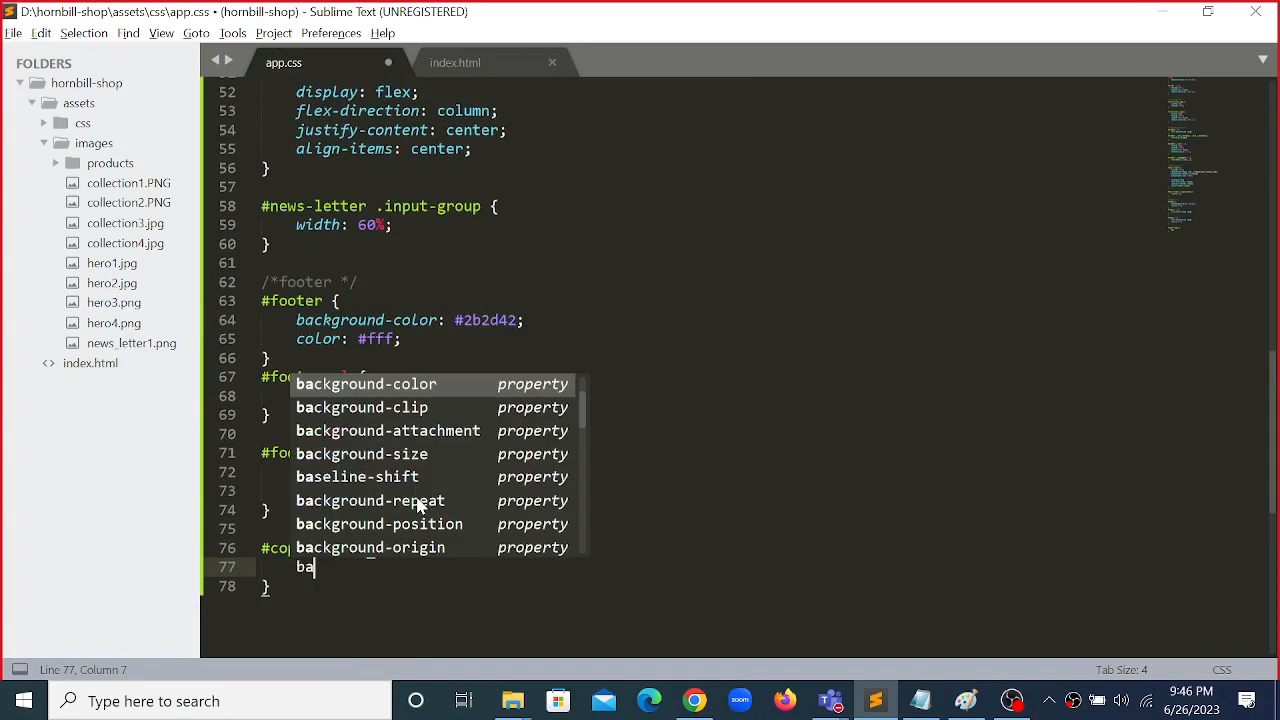 D:\hornbill-shop\assets\css\app.css • (hornbill-shop) - Sublime Text (UNREGISTERED)
File Edit Selection Find View Goto Tools Project Preferences Help
FOLDERS
hornbill-shop
assets
css
images
products
collection1.PNG
collection2.PNG
collection3.jpg
collection4.jpg
hero1.jpg
hero2.jpg
hero3.png
hero4.png
news_letter1.png
<> index.html
app.css
index.html
52 display: flex;
53 flex-direction: column;
54 justify-content: center;
55 align-items: center;
56 }
57
58 #news-letter .input-group {
59 width: 60%;
60 }
61
62 /*footer */
63 #footer {
64 background-color: #2b2d42;
65 color: #fff;
66 }
67 #foo
68
69 }
70
71 #foo
72
73
74 }
75
76 #cop
77 ba
78 }
background-color property
background-clip property
background-attachment property
background-size property
baseline-shift property
background-repeat property
background-position property
background-origin property
Line 77, Column 7
Tab Size: 4
CSS
Type here to search
zoom
9:46 PM
6/26/2023